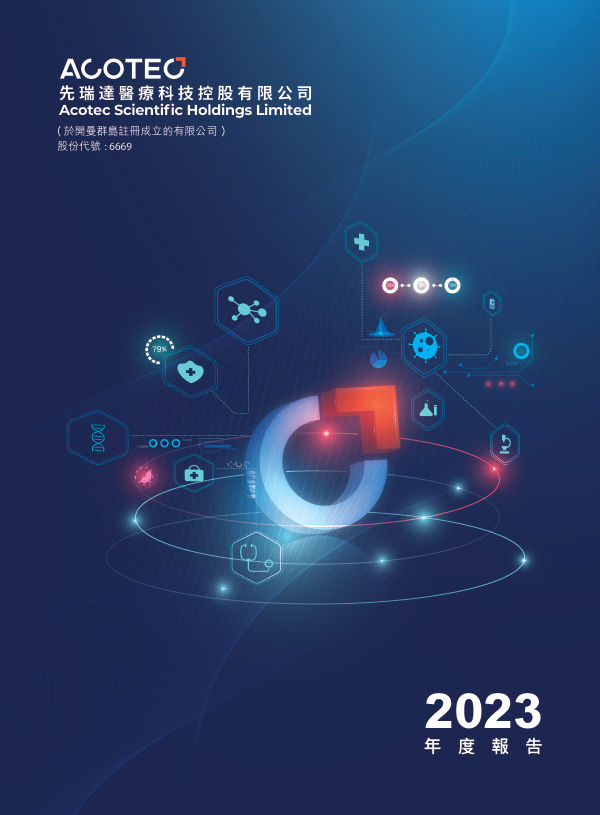 ACOTEC
先瑞達醫療科技控股有限公司
Acotec Scientific Holdings Limited
（於開曼群島註冊成立的有限公司）
股份代號 : 6669
79%
2023
年度報告